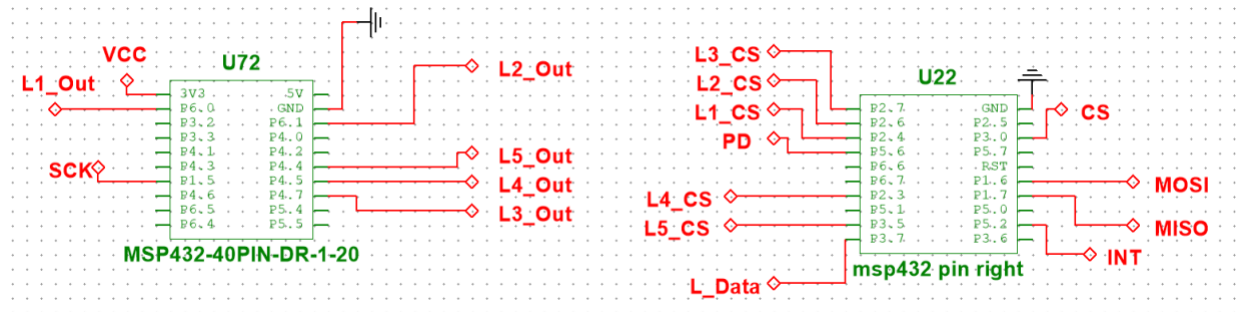 VCC
L1_Out
SCK
U72
3V3 5V
P6.0 GND
P3.2 P6.1
P3.3 P4.0
P4.1 P4.2
P4.3 P4.4
P1.5 P4.5
P4.6 P4.7
P6.5 P5.4
P6.4 P5.5
MSP432-40PIN-DR-1-20
L2_Out
L5_Out
L4_Out
L3_Out
L3_CS
L2_CS
L1_CS
PD
L4_CS
L5_CS
L_Data
U22
P2.7 GND
P2.6 P2.5
P2.4 P3.0
P5.6 P5.7
P6.6 RST
P6.7 P1.6
P2.3 P1.7
P5.1 P5.0
P3.5 P5.2
P3.7 P3.6
msp432 pin right
CS
MOSI
MISO
INT